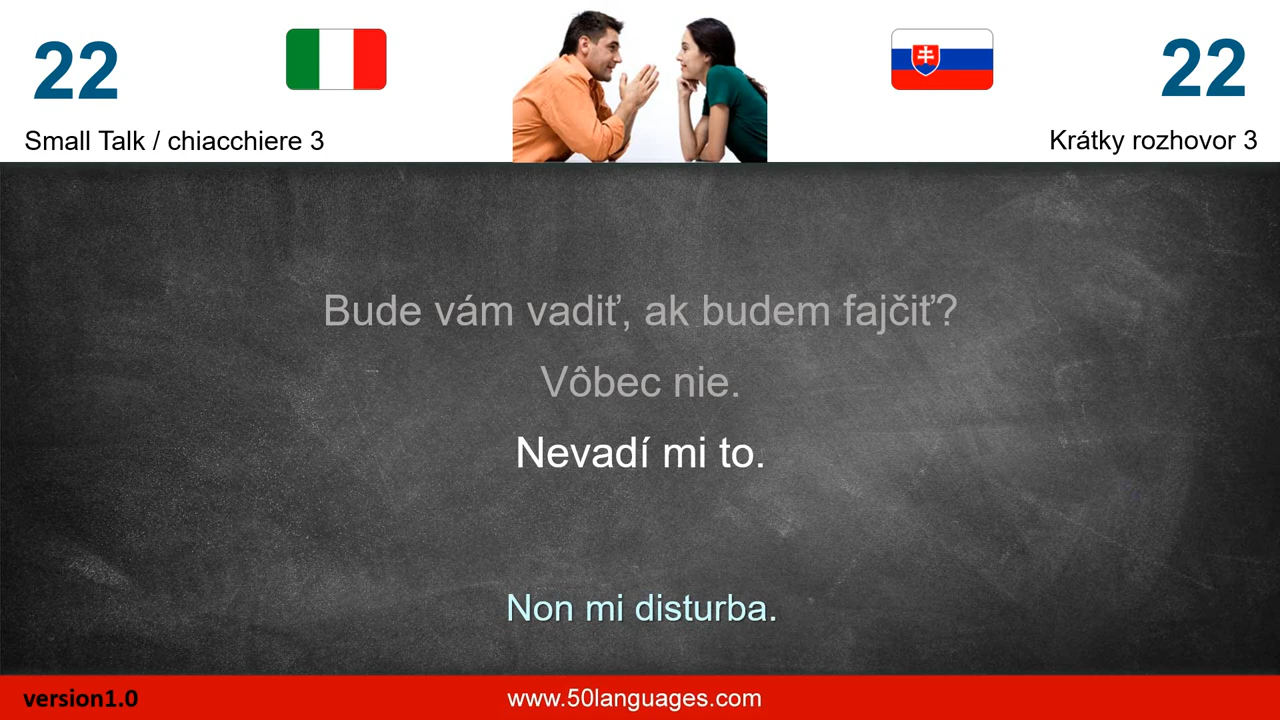 22
22
Small Talk / chiacchiere 3
Krátky rozhovor 3
Bude vám vadiť, ak budem fajčiť?
Vôbec nie.
Nevadí mi to.
Non mi disturba.
version1.0
www.50languages.com